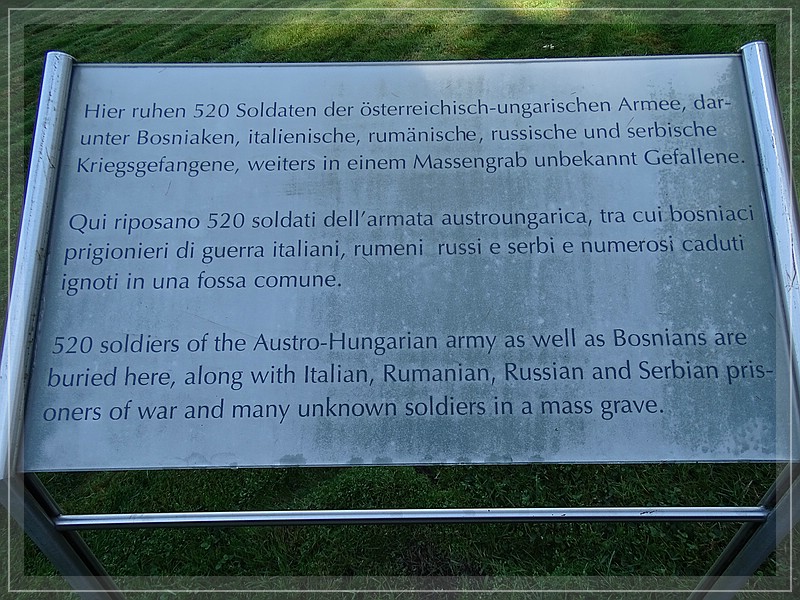 Hier ruhen 520 Soldaten der österreichisch-ungarischen Armee, dar-
unter Bosniaken, italienische, rumänische, russische und serbische
Kriegsgefangene, weiters in einem Massengrab unbekannt Gefallene.
Qui riposano 520 soldati dell'armata austroungarica, tra cui bosniaci
prigionieri di guerra italiani, rumeni russi e serbi e numerosi caduti
ignoti in una fossa comune.
520 soldiers of the Austro-Hungarian army as well as Bosnians are
buried here, along with Italian, Rumanian, Russian and Serbian pris-
oners of war and many unknown soldiers in a mass grave.